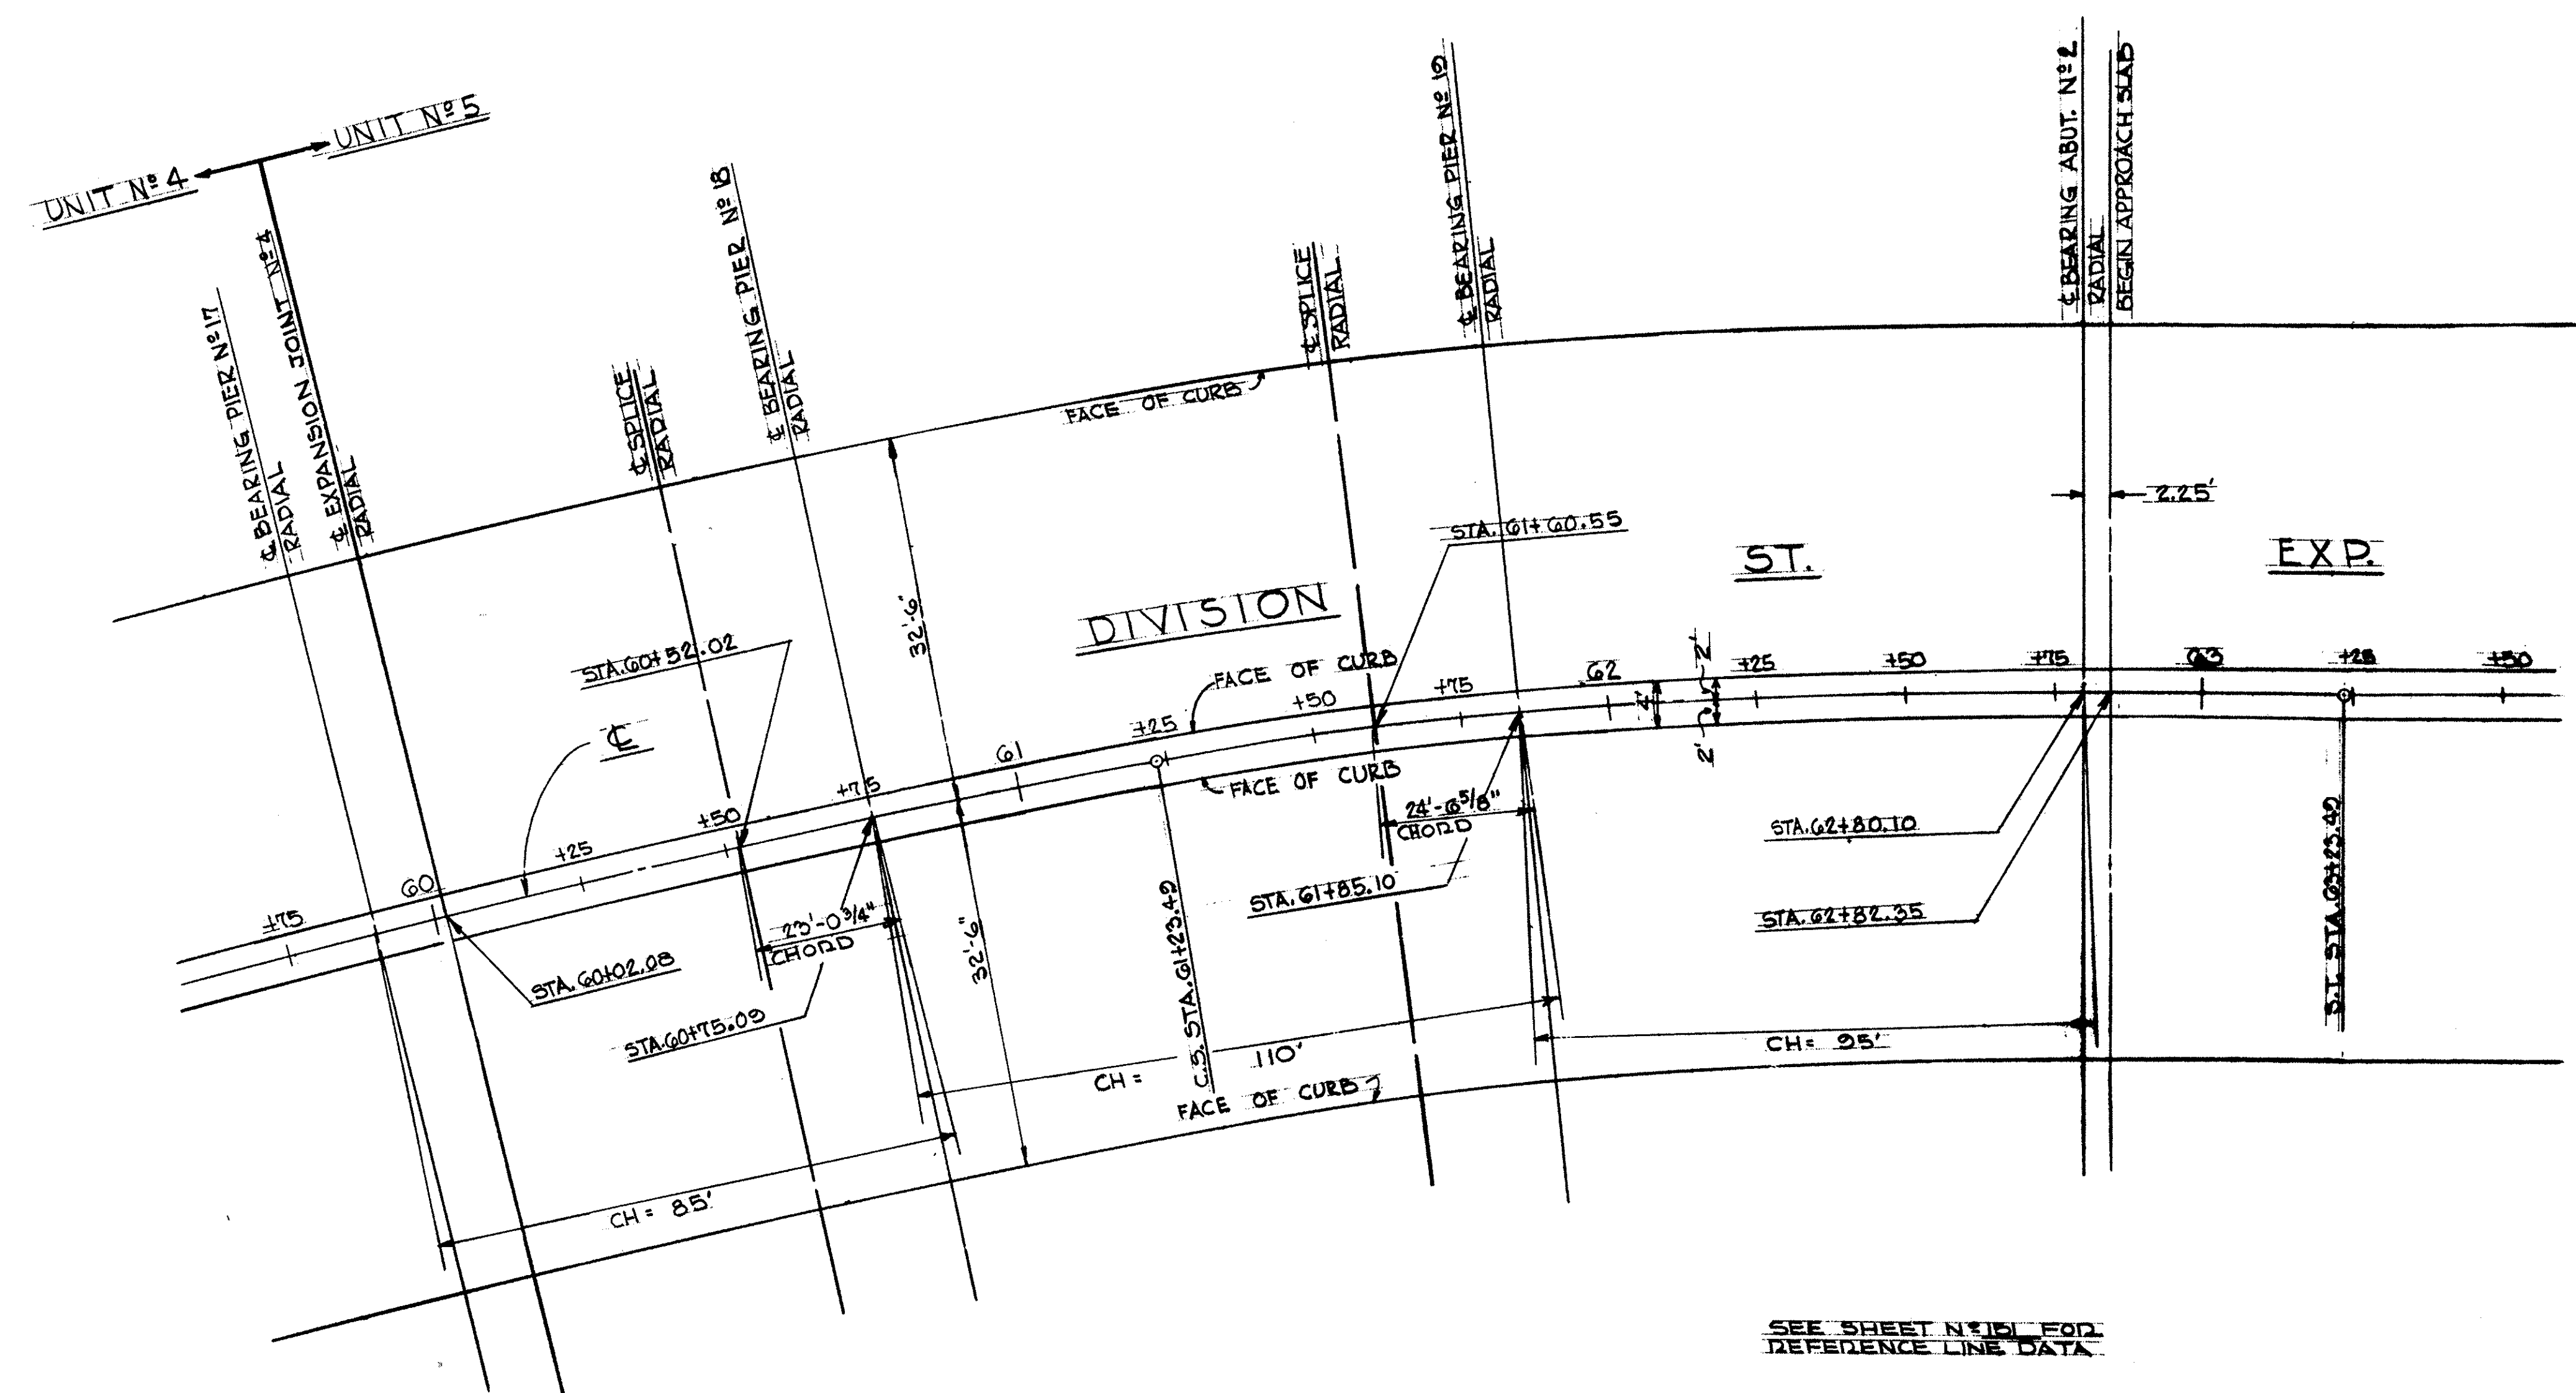 UNIT Nº 4
UNIT Nº 5
℄ BEARING PIER Nº 17
RADIAL
℄ EXPANSION JOINT Nº 4
RADIAL
℄ SPLICE
RADIAL
℄ BEARING PIER Nº 18
RADIAL
℄ SPLICE
RADIAL
℄ BEARING PIER Nº 19
RADIAL
℄ BEARING ABUT. Nº 2
RADIAL
BEGIN APPROACH SLAB
FACE OF CURB
2.25'
STA. 61+60.55
DIVISION
ST.
EXP.
32'-6"
STA. 60+52.02
℄
FACE OF CURB
+75
60
+25
+50
+75
61
+25
+50
+75
62
+25
+50
+75
63
+25
+50
4'
2'
2'
FACE OF CURB
24'-6 5/8"
CHORD
STA. 61+85.10
STA. 62+80.10
STA. 62+82.35
23'-0 3/4"
CHORD
STA. 60+02.08
STA. 60+75.09
32'-6"
C.S. STA. 61+23.49
S.T. STA. 63+23.49
CH = 110'
CH = 95'
FACE OF CURB
CH = 85'
SEE SHEET Nº 151 FOR
REFERENCE LINE DATA